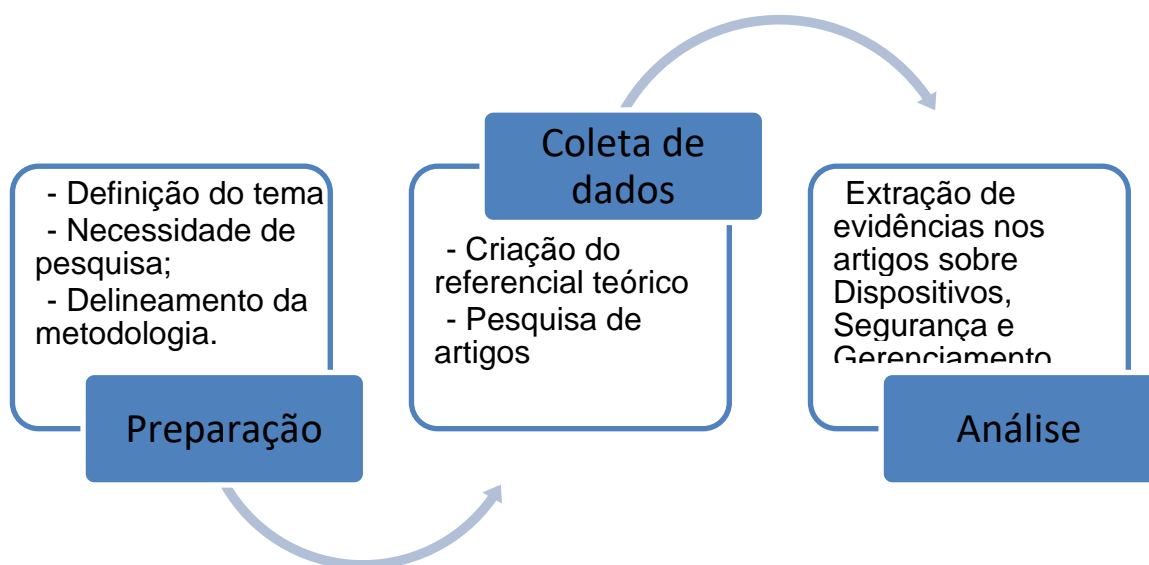 - Definição do tema
- Necessidade de
pesquisa;
- Delineamento da
metodologia.
Preparação
Coleta de
dados
- Criação do
referencial teórico
- Pesquisa de
artigos
Extração de
evidências nos
artigos sobre
Dispositivos,
Segurança e
Gerenciamento
Análise